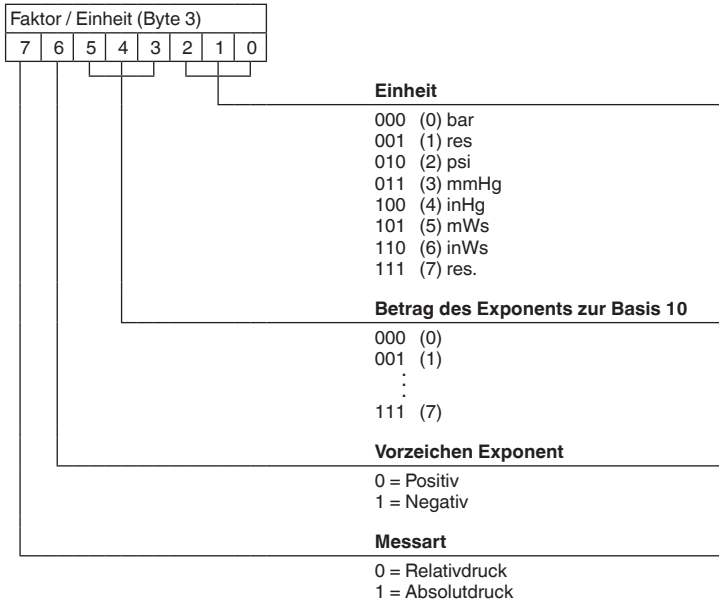 Faktor / Einheit (Byte 3)
7 6 5 4 3 2 1 0
Einheit
000 (0) bar
001 (1) res
010 (2) psi
011 (3) mmHg
100 (4) inHg
101 (5) mWs
110 (6) inWs
111 (7) res.
Betrag des Exponents zur Basis 10
000 (0)
001 (1)
.
.
.
111 (7)
Vorzeichen Exponent
0 = Positiv
1 = Negativ
Messart
0 = Relativdruck
1 = Absolutdruck